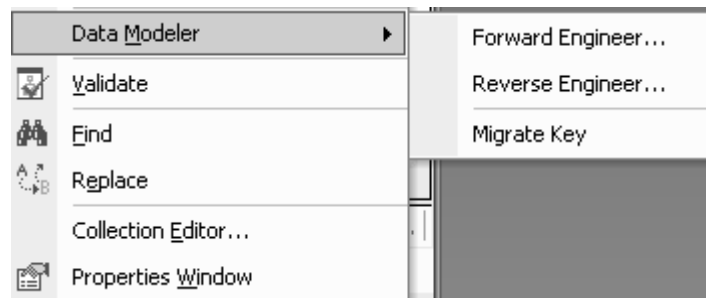 Data Modeler
Forward Engineer...
Validate
Reverse Engineer...
Find
Migrate Key
A
B
Replace
Collection Editor...
Properties Window